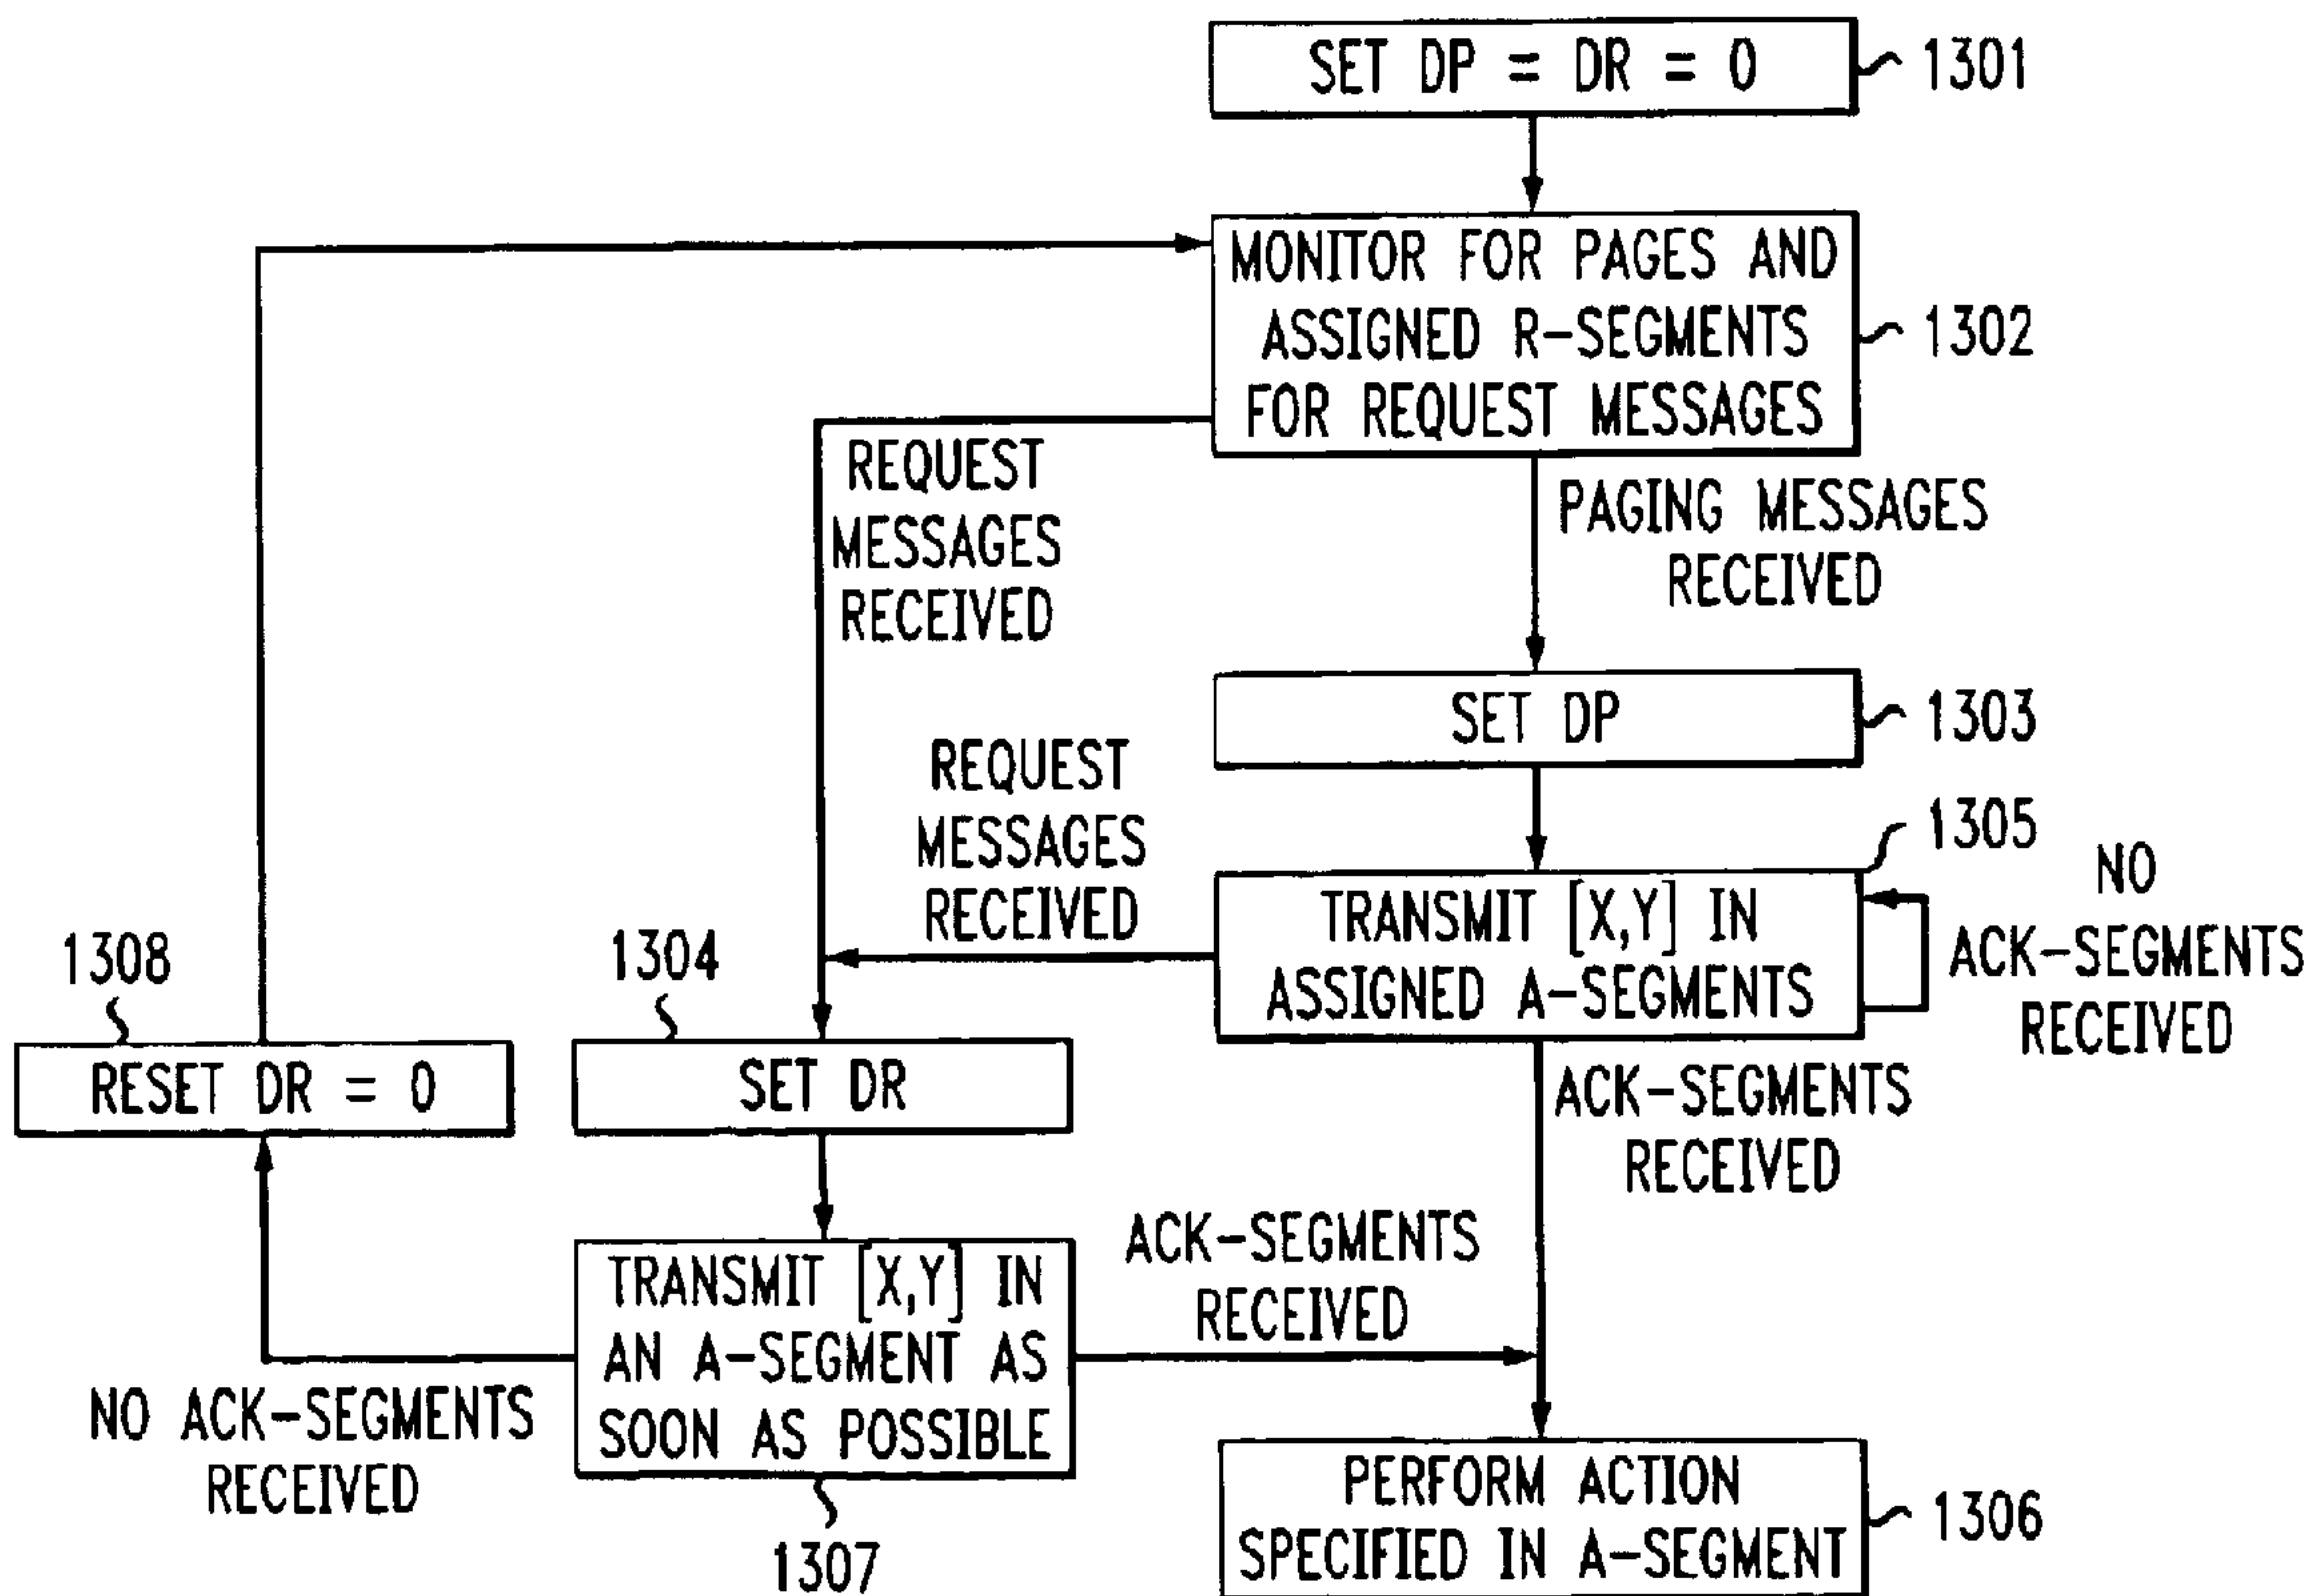 SET DP = DR = 0
1301
MONITOR FOR PAGES AND
ASSIGNED R-SEGMENTS
FOR REQUEST MESSAGES
1302
REQUEST
MESSAGES
RECEIVED
PAGING MESSAGES
RECEIVED
SET DP
1303
REQUEST
MESSAGES
RECEIVED
1305
TRANSMIT [X,Y] IN
ASSIGNED A-SEGMENTS
NO
ACK-SEGMENTS
RECEIVED
1308
RESET DR = 0
1304
SET DR
ACK-SEGMENTS
RECEIVED
TRANSMIT [X,Y] IN
AN A-SEGMENT AS
SOON AS POSSIBLE
1307
ACK-SEGMENTS
RECEIVED
NO ACK-SEGMENTS
RECEIVED
PERFORM ACTION
SPECIFIED IN A-SEGMENT
1306